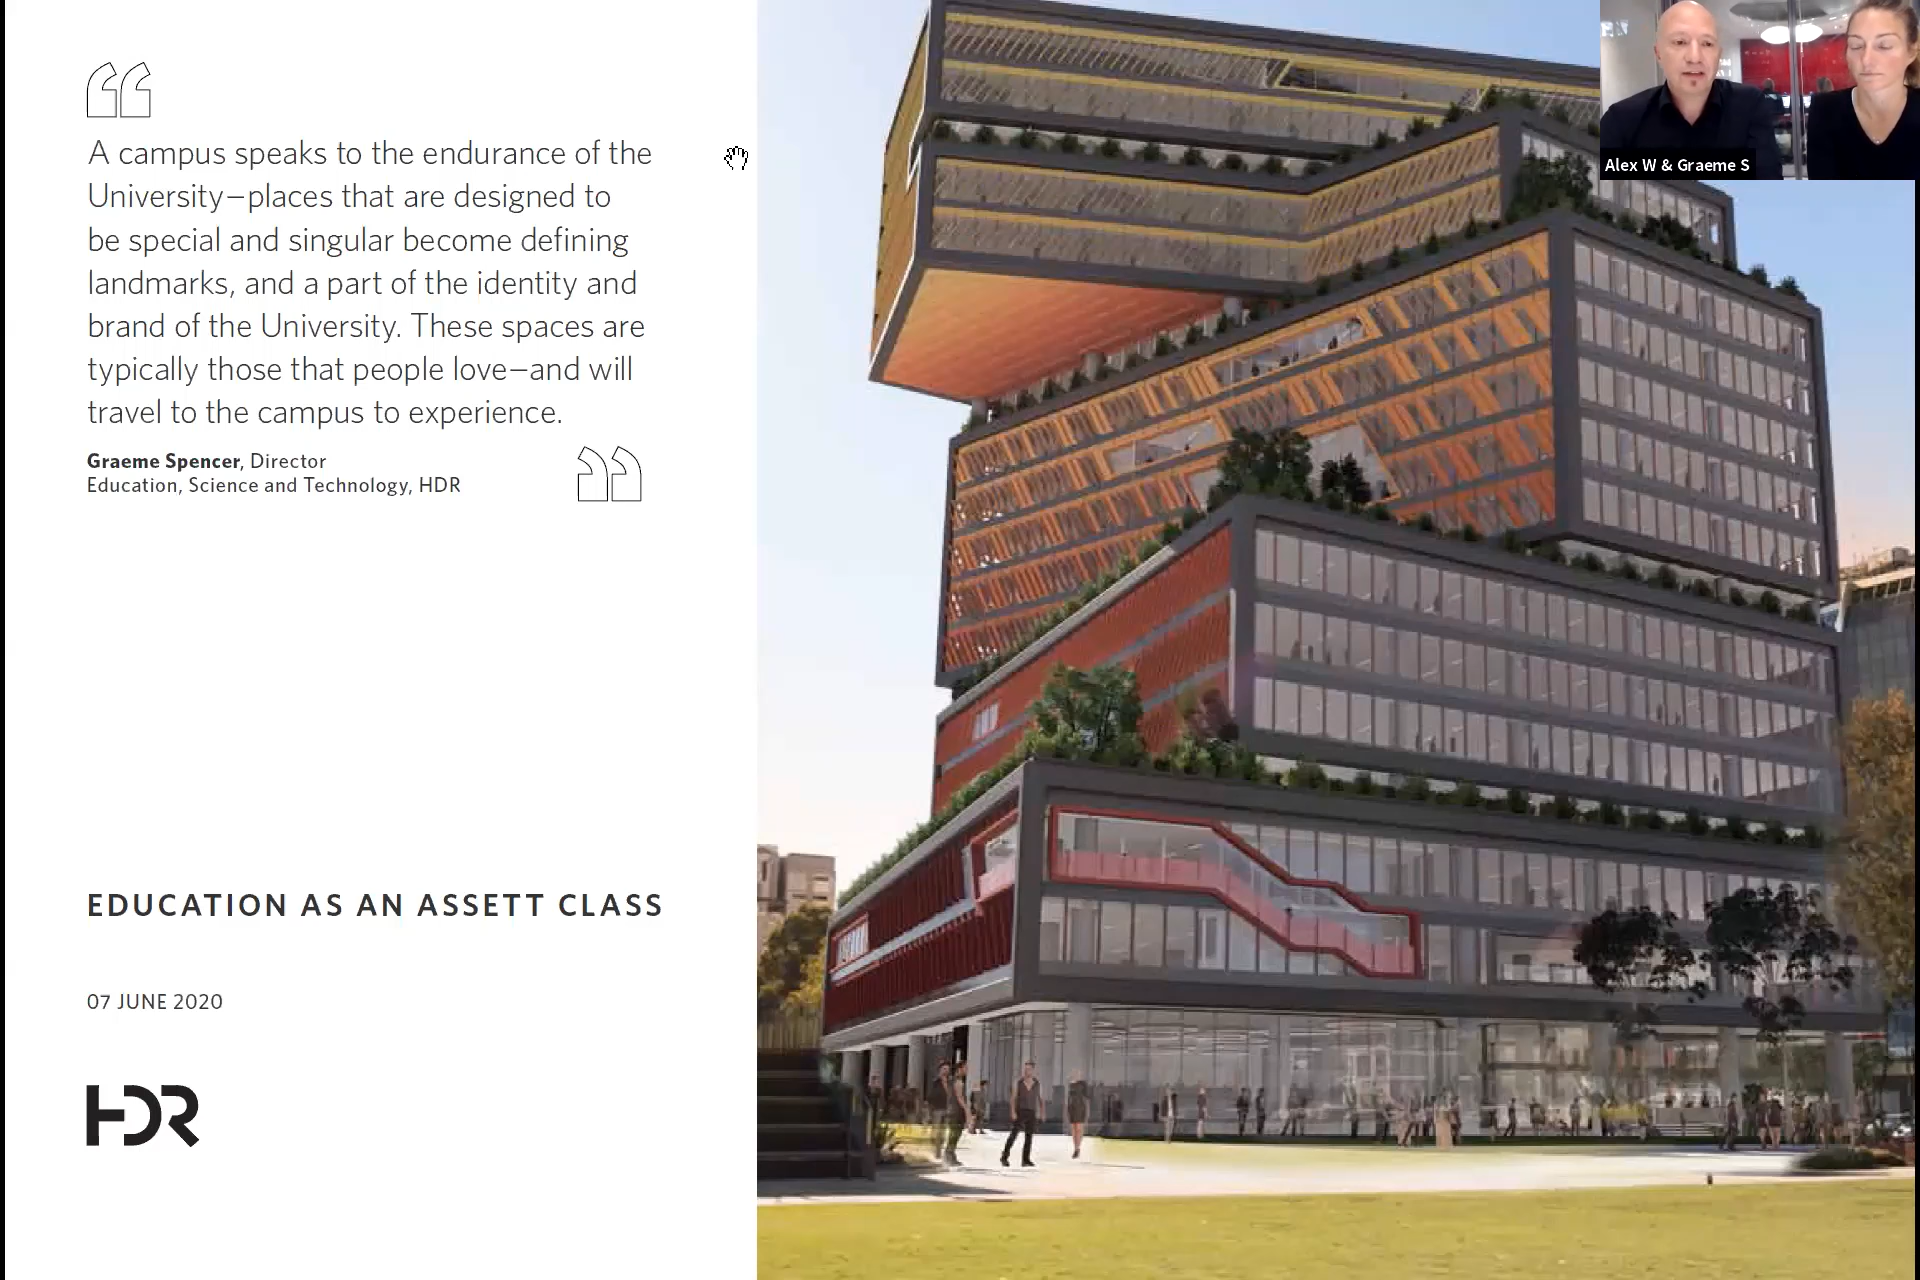 A campus speaks to the endurance of the
University—places that are designed to
be special and singular become defining
landmarks, and a part of the identity and
brand of the University. These spaces are
typically those that people love—and will
travel to the campus to experience.
Graeme Spencer, Director
Education, Science and Technology, HDR
EDUCATION AS AN ASSETT CLASS
07 JUNE 2020
HDR
Alex W & Graeme S